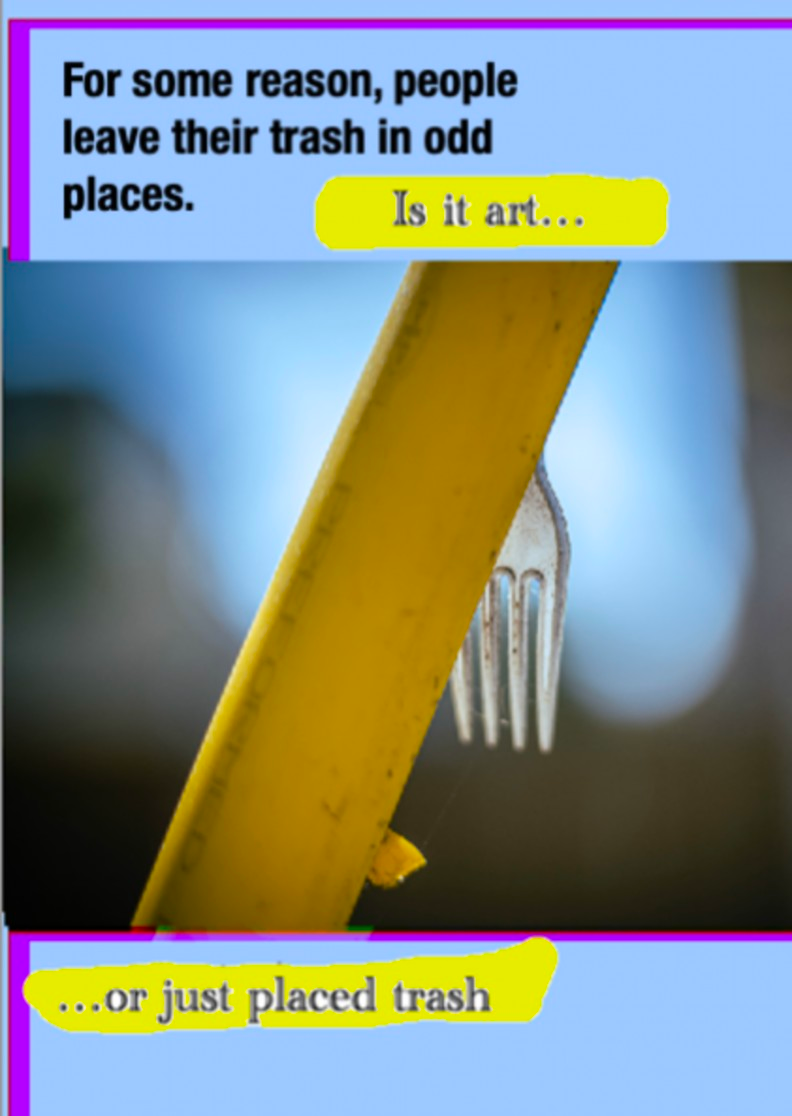 For some reason, people
leave their trash in odd
places.
Is it art...
...or just placed trash